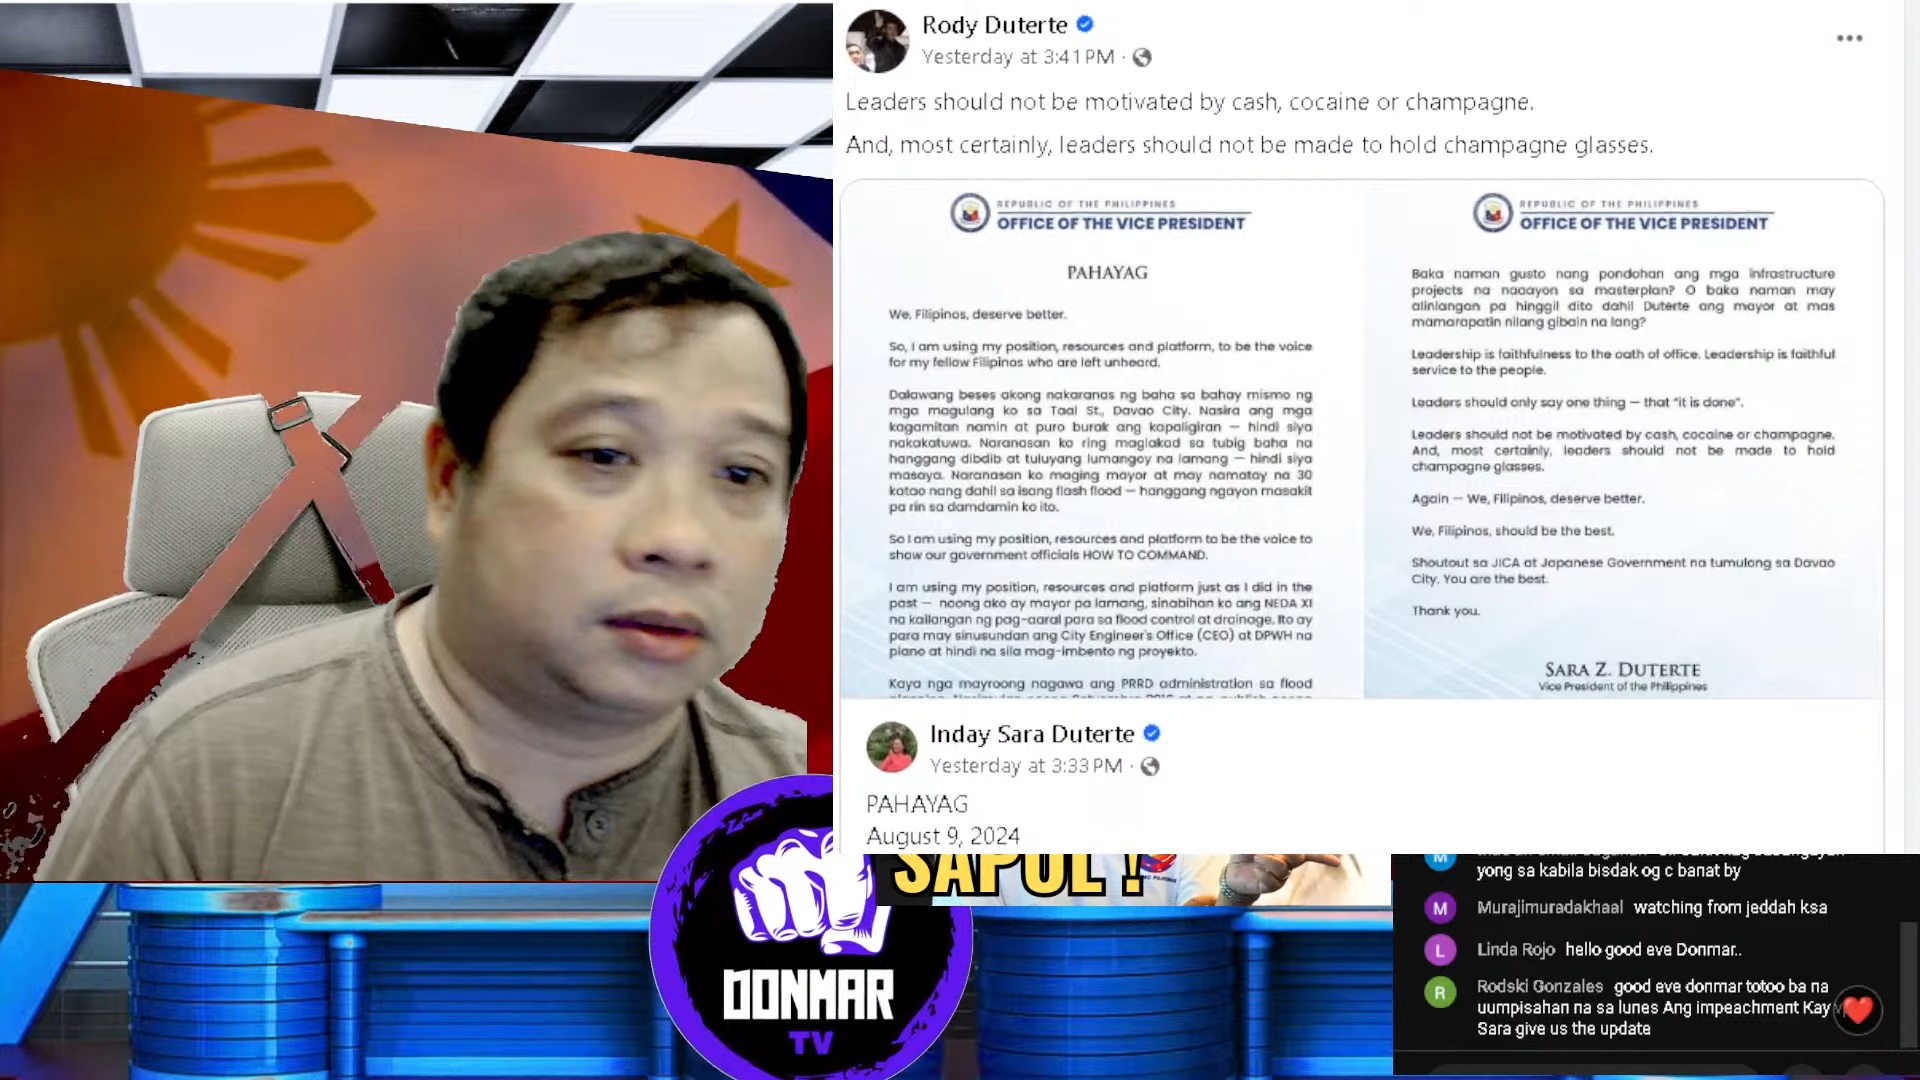 Rody Duterte
Yesterday at 3:41 PM ·
Leaders should not be motivated by cash, cocaine or champagne.
And, most certainly, leaders should not be made to hold champagne glasses.
REPUBLIC OF THE PHILIPPINES
OFFICE OF THE VICE PRESIDENT
PAHAYAG
We, Filipinos, deserve better.
So, I am using my position, resources and platform, to be the voice
for my fellow Filipinos who are left unheard.
Dalawang beses akong nakaranas ng baha sa bahay mismo ng
mga magulang ko sa Taal St., Davao City. Nasira ang mga
kagamitan namin at puro burak ang kapaligiran — hindi siya
nakakatuwa. Naranasan ko ring maglakad sa tubig baha na
hanggang dibdib at tuluyang lumangoy na lamang — hindi siya
masaya. Naranasan ko maging mayor at may namatay na 30
katao nang dahil sa isang flash flood — hanggang ngayon masakit
pa rin sa damdamin ko ito.
So I am using my position, resources and platform to be the voice to
show our government officials HOW TO COMMAND.
I am using my position, resources and platform just as I did in the
past — noong ako ay mayor pa lamang, sinabihan ko ang NEDA XI
na kailangan ng pag-aaral para sa flood control at drainage. Ito ay
para may sinusundan ang City Engineer's Office (CEO) at DPWH na
plano at hindi na sila mag-imbento ng proyekto.
Kaya nga mayroong nagawa ang PRRD administration sa flood
REPUBLIC OF THE PHILIPPINES
OFFICE OF THE VICE PRESIDENT
Baka naman gusto nang pondohan ang mga infrastructure
projects na naaayon sa masterplan? O baka naman may
alinlangan pa hinggil dito dahil Duterte ang mayor at mas
mamarapatin nilang gibain na lang?
Leadership is faithfulness to the oath of office. Leadership is faithful
service to the people.
Leaders should only say one thing — that "it is done".
Leaders should not be motivated by cash, cocaine or champagne.
And, most certainly, leaders should not be made to hold
champagne glasses.
Again — We, Filipinos, deserve better.
We, Filipinos, should be the best.
Shoutout sa JICA at Japanese Government na tumulong sa Davao
City. You are the best.
Thank you.
SARA Z. DUTERTE
Vice President of the Philippines
Inday Sara Duterte
Yesterday at 3:33 PM ·
PAHAYAG
August 9, 2024
SAPUL !
DONMAR
TV
M
yong sa kabila bisdak og c banat by
M Murajimuradakhaal watching from jeddah ksa
L Linda Rojo hello good eve Donmar..
R Rodski Gonzales good eve donmar totoo ba na
uumpisahan na sa lunes Ang impeachment Kay
Sara give us the update